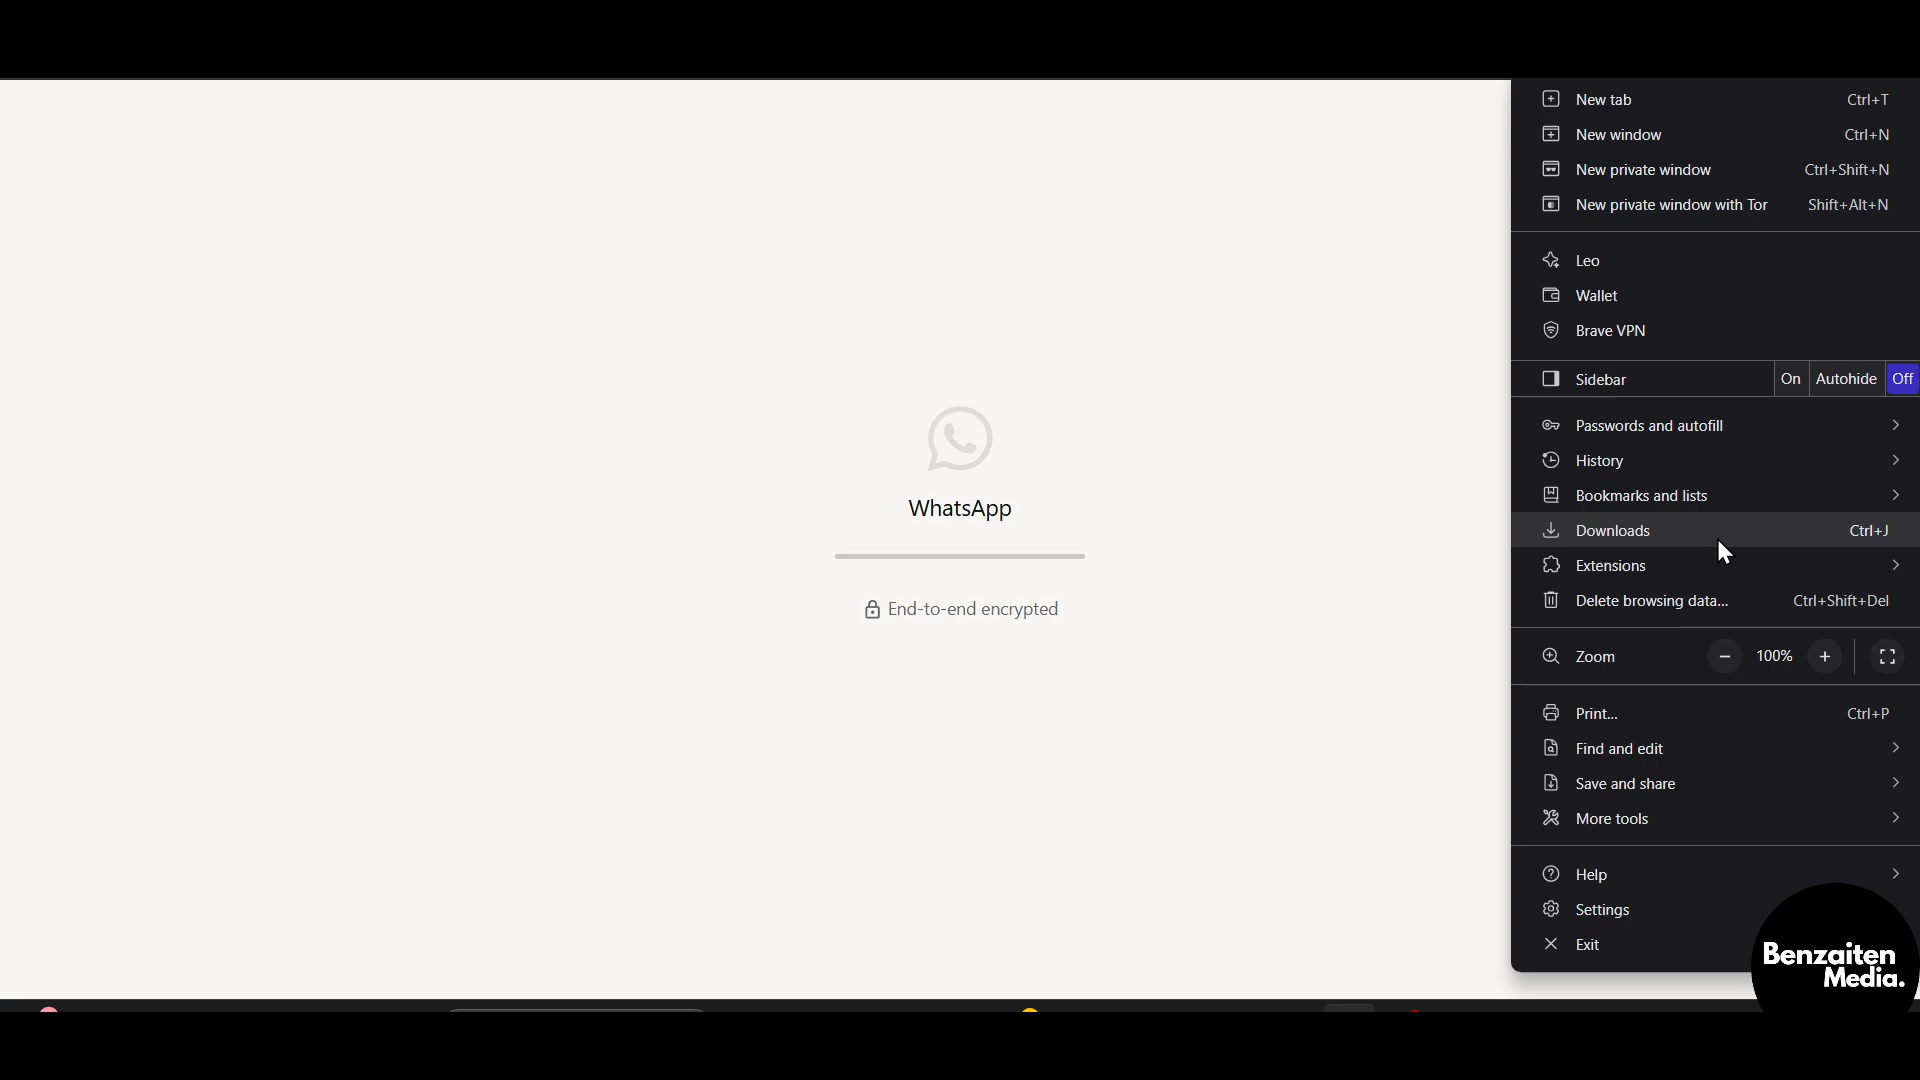 New tab Ctrl+T
New window Ctrl+N
New private window Ctrl+Shift+N
New private window with Tor Shift+Alt+N
Leo
Wallet
Brave VPN
Sidebar On Autohide Off
Passwords and autofill
History
Bookmarks and lists
Downloads Ctrl+J
Extensions
Delete browsing data... Ctrl+Shift+Del
Zoom 100%
Print... Ctrl+P
Find and edit
Save and share
More tools
Help
Settings
Exit
WhatsApp
End-to-end encrypted
Benzaiten
Media.